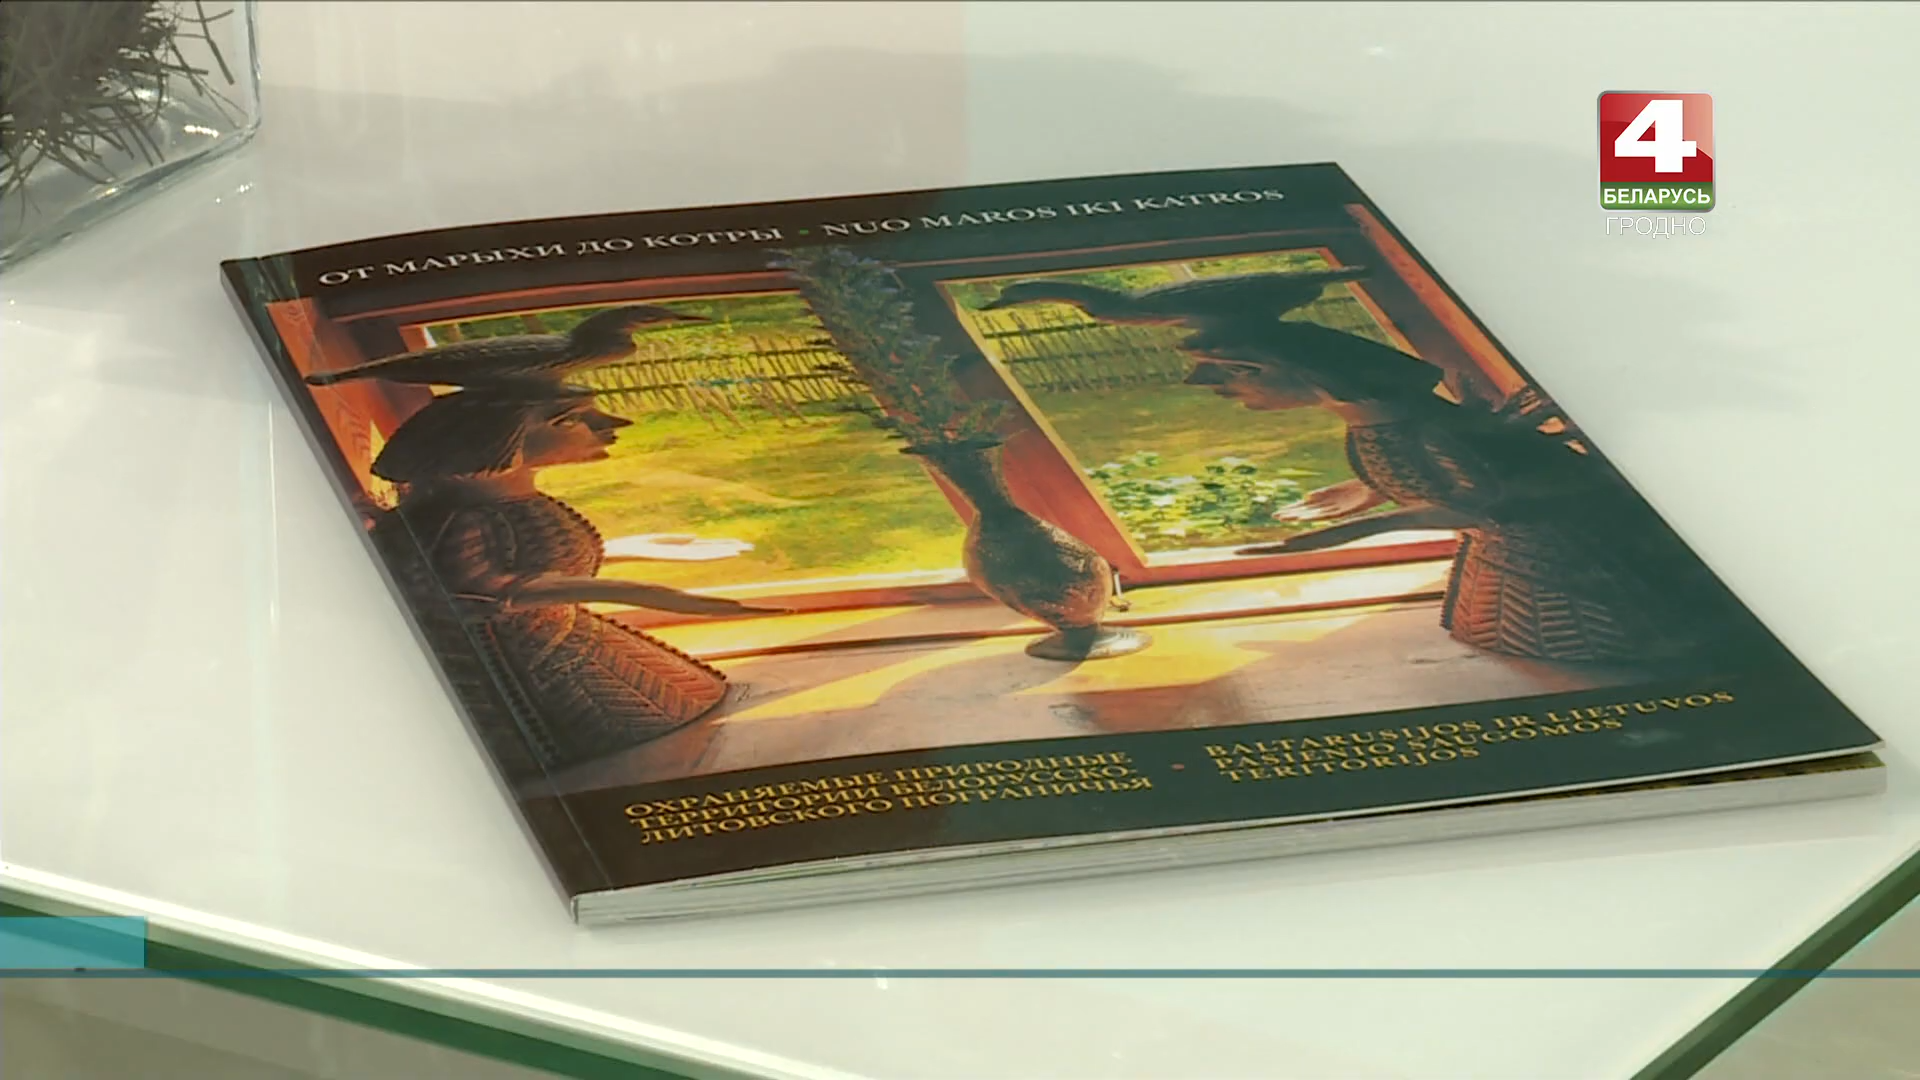 4
БЕЛАРУСЬ
ГРОДНО
ОТ МАРЫХИ ДО КОТРЫ • NUO MAROS IKI KATROS
ОХРАНЯЕМЫЕ ПРИРОДНЫЕ
ТЕРРИТОРИИ БЕЛОРУССКО-
ЛИТОВСКОГО ПОГРАНИЧЬЯ
•
BALTARUSIJOS IR LIETUVOS
PASIENIO SAUGOMOS
TERITORIJOS